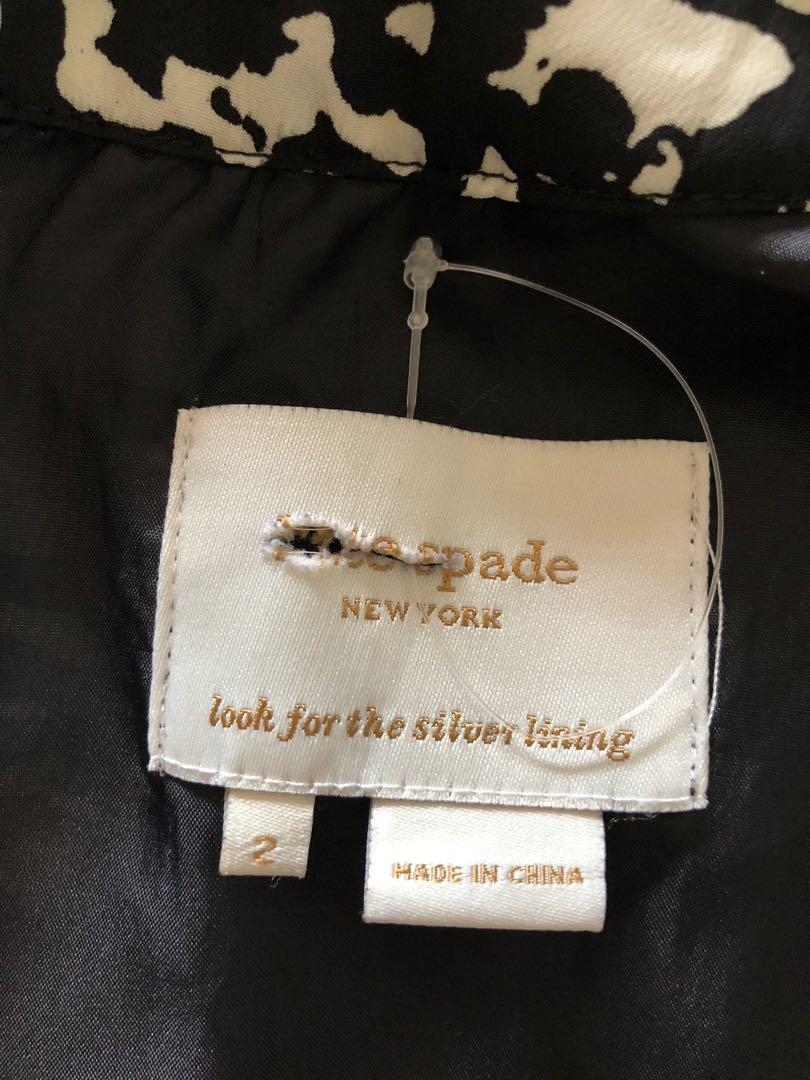 spade
NEW YORK
look for the silver lining
2
MADE IN CHINA